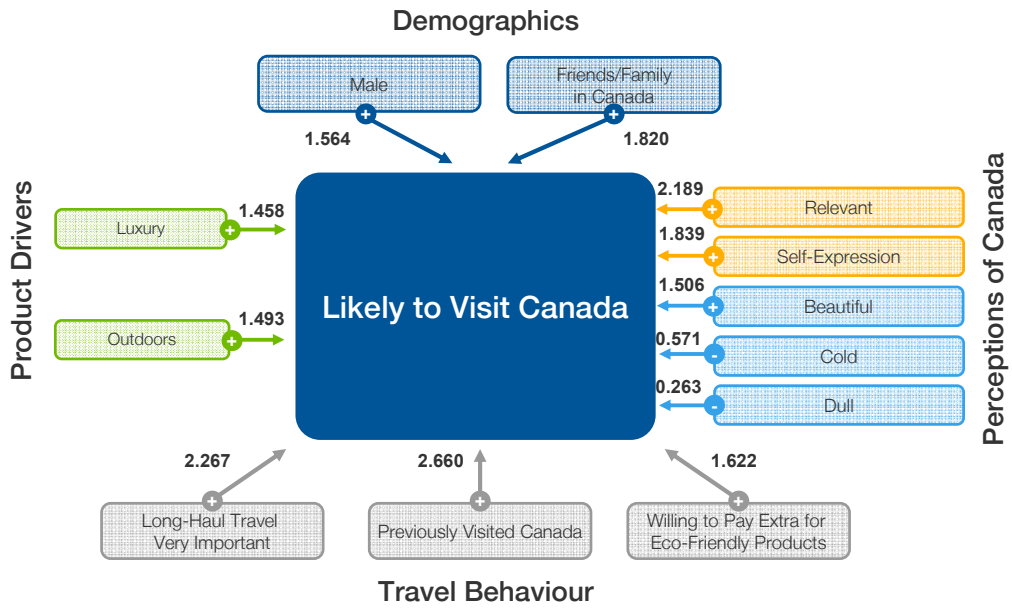 Demographics
Male
Friends/Family
in Canada
+
+
1.564
1.820
Product Drivers
1.458
Luxury
+
1.493
Outdoors
+
Likely to Visit Canada
Perceptions of Canada
2.189
+
Relevant
1.839
+
Self-Expression
1.506
+
Beautiful
0.571
-
Cold
0.263
-
Dull
2.267
2.660
1.622
+
+
+
Long-Haul Travel
Very Important
Previously Visited Canada
Willing to Pay Extra for
Eco-Friendly Products
Travel Behaviour